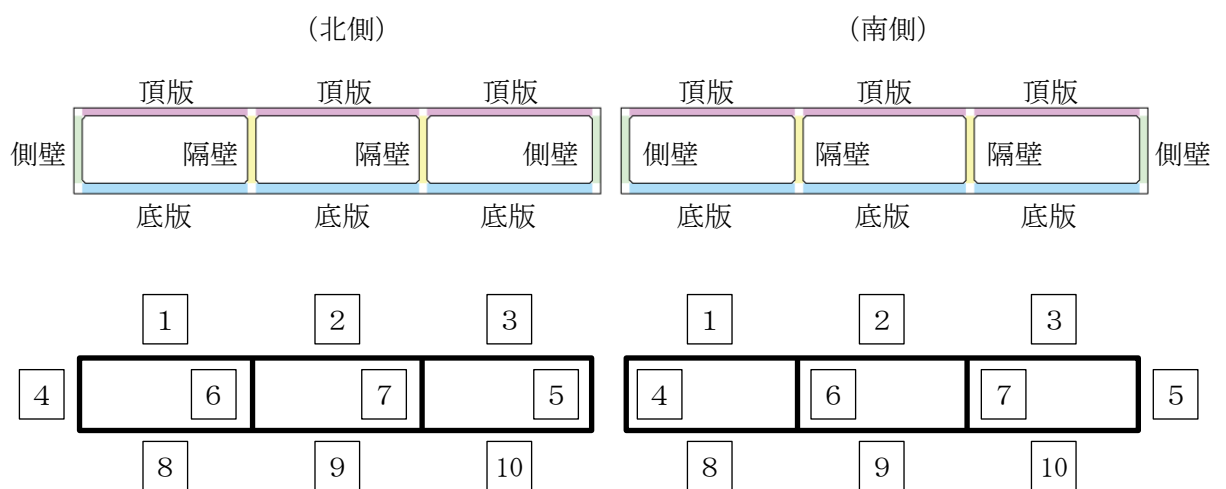 (北側) (南側)
頂版 頂版 頂版 頂版 頂版 頂版
側壁 隔壁 隔壁 側壁 側壁 隔壁 隔壁 側壁
底版 底版 底版 底版 底版 底版
1 2 3 1 2 3
4 6 7 5 4 6 7 5
8 9 10 8 9 10